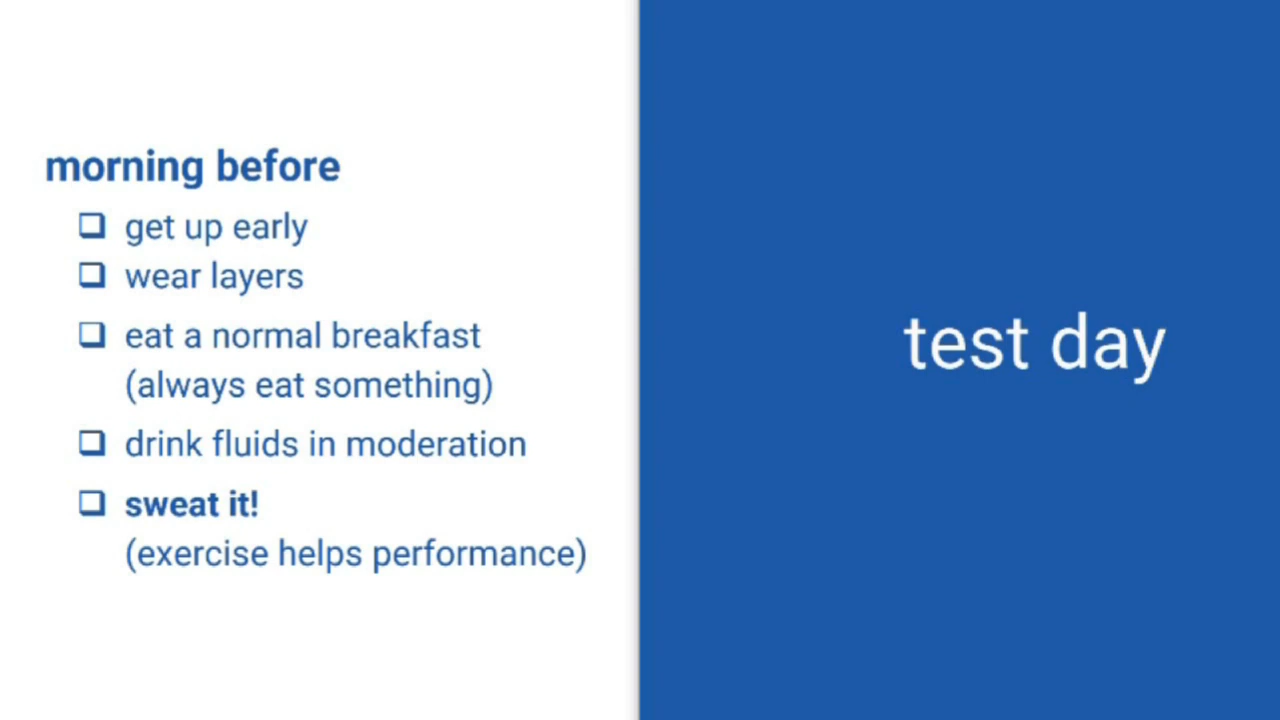 morning before
❑ get up early
❑ wear layers
❑ eat a normal breakfast
(always eat something)
❑ drink fluids in moderation
❑ sweat it!
(exercise helps performance)
test day